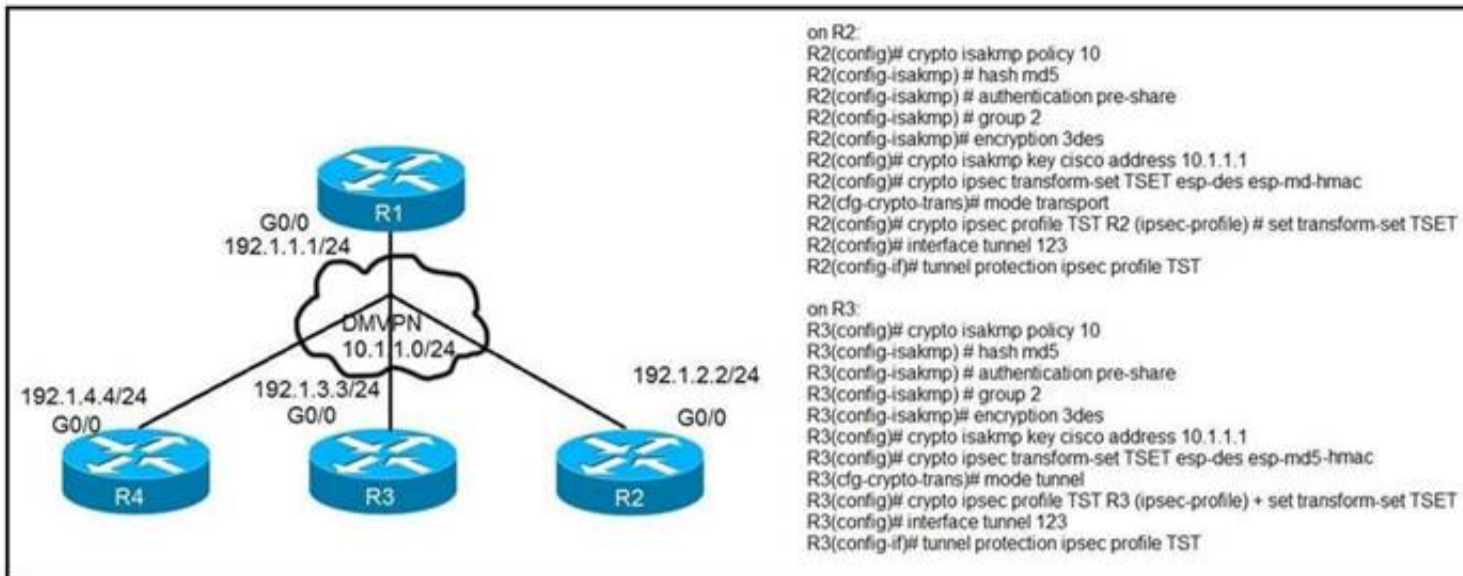 R1
G0/0
192.1.1.1/24
DMVPN
10.1.1.0/24
192.1.4.4/24
G0/0
192.1.3.3/24
G0/0
192.1.2.2/24
G0/0
R4
R3
R2
on R2:
R2(config)# crypto isakmp policy 10
R2(config-isakmp) # hash md5
R2(config-isakmp) # authentication pre-share
R2(config-isakmp) # group 2
R2(config-isakmp)# encryption 3des
R2(config)# crypto isakmp key cisco address 10.1.1.1
R2(config)# crypto ipsec transform-set TSET esp-des esp-md-hmac
R2(cfg-crypto-trans)# mode transport
R2(config)# crypto ipsec profile TST R2 (ipsec-profile) # set transform-set TSET
R2(config)# interface tunnel 123
R2(config-if)# tunnel protection ipsec profile TST
on R3:
R3(config)# crypto isakmp policy 10
R3(config-isakmp) # hash md5
R3(config-isakmp) # authentication pre-share
R3(config-isakmp) # group 2
R3(config-isakmp)# encryption 3des
R3(config)# crypto isakmp key cisco address 10.1.1.1
R3(config)# crypto ipsec transform-set TSET esp-des esp-md5-hmac
R3(cfg-crypto-trans)# mode tunnel
R3(config)# crypto ipsec profile TST R3 (ipsec-profile) + set transform-set TSET
R3(config)# interface tunnel 123
R3(config-if)# tunnel protection ipsec profile TST